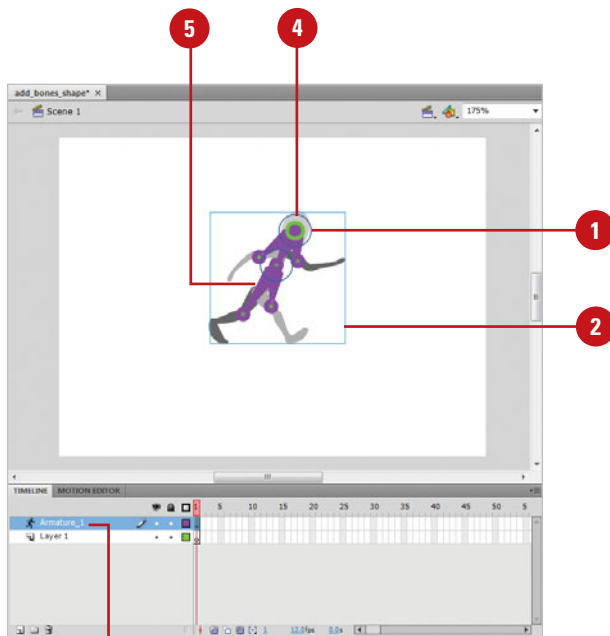 5 4
add_bones_shape* ×
Scene 1 175%
1
2
TIMELINE MOTION EDITOR
1 5 10 15 20 25 30 35 40 45 50 5
Armature_1
Layer 1
1 12.0fps 0.0s